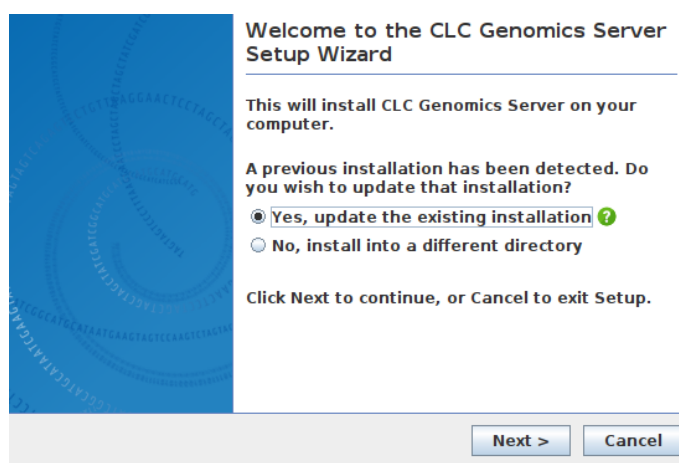 Welcome to the CLC Genomics Server
Setup Wizard
This will install CLC Genomics Server on your
computer.
A previous installation has been detected. Do
you wish to update that installation?
Yes, update the existing installation ?
No, install into a different directory
Click Next to continue, or Cancel to exit Setup.
Next >
Cancel